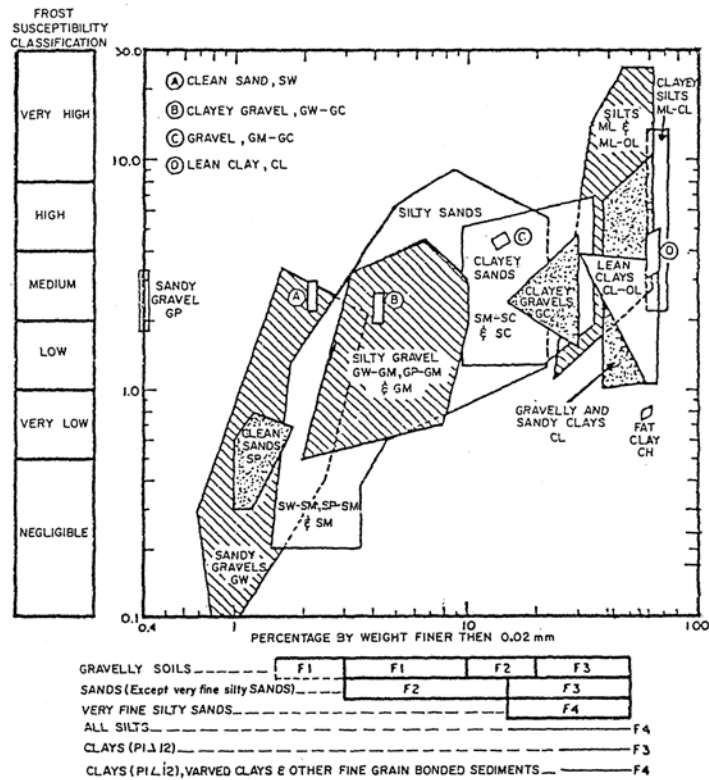 FROST
SUSCEPTIBILITY
CLASSIFICATION
VERY HIGH
HIGH
MEDIUM
LOW
VERY LOW
NEGLIGIBLE
50.0
10.0
1.0
0.1
Ⓐ CLEAN SAND, SW
Ⓑ CLAYEY GRAVEL, GW-GC
Ⓒ GRAVEL, GM-GC
Ⓓ LEAN CLAY, CL
CLAYEY
SILTS
ML-CL
SILTS
ML &
ML-OL
SILTY SANDS
SANDY
GRAVEL
GP
A
B
C
D
CLAYEY
SANDS
SM-SC
& SC
CLAYEY
GRAVELS
GC
LEAN
CLAYS
CL-OL
SILTY GRAVEL
GW-GM, GP-GM
& GM
GRAVELLY AND
SANDY CLAYS
CL
FAT
CLAY
CH
CLEAN
SANDS
SP
SW-SM, SP-SM
& SM
SANDY
GRAVELS
GW
0.4 1 10 100
PERCENTAGE BY WEIGHT FINER THEN 0.02 mm
GRAVELLY SOILS F1 F1 F2 F3
SANDS (Except very fine silty SANDS) F2 F3
VERY FINE SILTY SANDS F4
ALL SILTS F4
CLAYS (PI Δ 12) F3
CLAYS (PI ∠ 12), VARVED CLAYS & OTHER FINE GRAIN BONDED SEDIMENTS F4